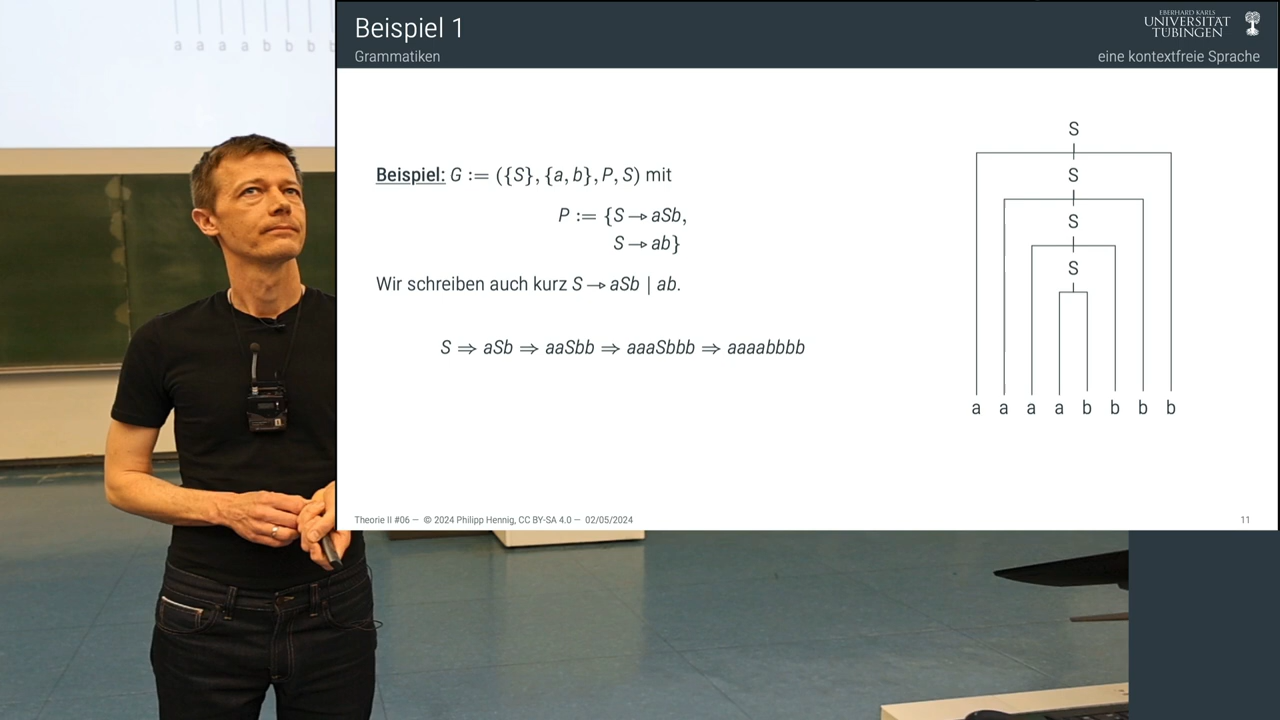 a a a a b b b b
Beispiel 1
Grammatiken
EBERHARD KARLS
UNIVERSITÄT
TÜBINGEN
eine kontextfreie Sprache
Beispiel: G := ({S}, {a, b}, P, S) mit
P := {S → aSb,
S → ab}
Wir schreiben auch kurz S → aSb | ab.
S ⇒ aSb ⇒ aaSbb ⇒ aaaSbbb ⇒ aaaabbbb
S
S
S
S
a a a a b b b b
Theorie II #06 — © 2024 Philipp Hennig, CC BY-SA 4.0 — 02/05/2024
11